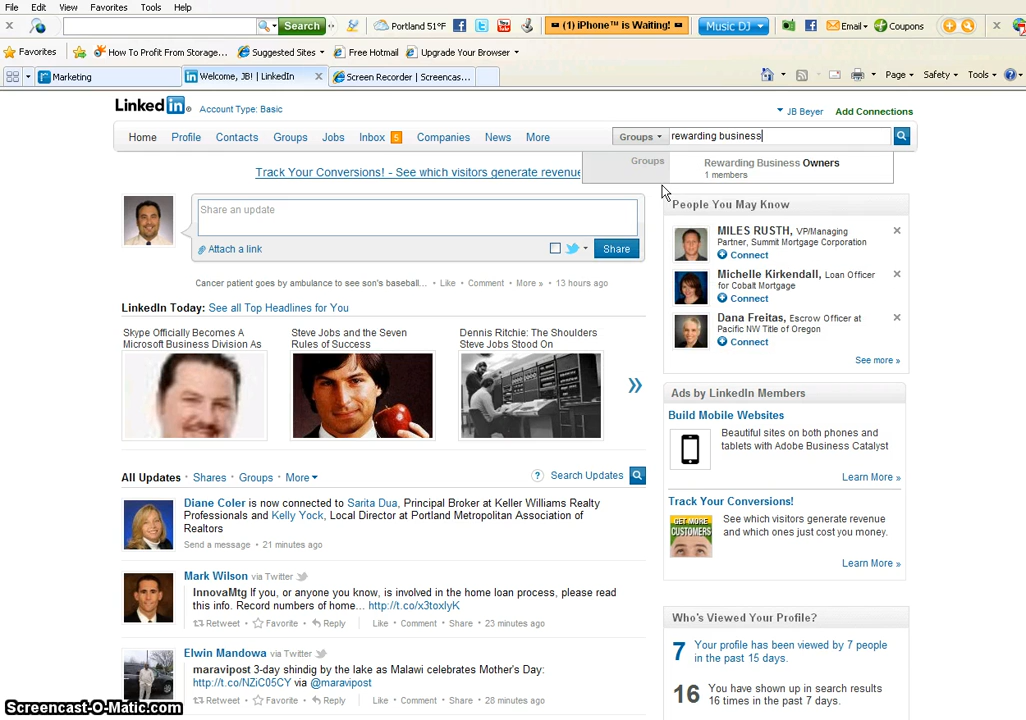 File Edit View Favorites Tools Help
Search Portland 51°F (1) iPhone™ is Waiting! Music DJ Email Coupons
Favorites How To Profit From Storage... Suggested Sites Free Hotmail Upgrade Your Browser
Marketing Welcome, JB! | LinkedIn Screen Recorder | Screencas... Page Safety Tools
Linked in Account Type: Basic JB Beyer Add Connections
Home Profile Contacts Groups Jobs Inbox 5 Companies News More Groups rewarding business
Groups Rewarding Business Owners
1 members
Track Your Conversions! - See which visitors generate revenue
Share an update
Attach a link Share
Cancer patient goes by ambulance to see son's baseball... • Like • Comment • More » • 13 hours ago
LinkedIn Today: See all Top Headlines for You
Skype Officially Becomes A
Microsoft Business Division As
Steve Jobs and the Seven
Rules of Success
Dennis Ritchie: The Shoulders
Steve Jobs Stood On
»
All Updates · Shares · Groups · More ? Search Updates
Diane Coler is now connected to Sarita Dua, Principal Broker at Keller Williams Realty
Professionals and Kelly Yock, Local Director at Portland Metropolitan Association of
Realtors
Send a message • 21 minutes ago
Mark Wilson via Twitter
InnovaMtg If you, or anyone you know, is involved in the home loan process, please read
this info. Record numbers of home... http://t.co/x3toxlyK
Retweet • Favorite • Reply Like • Comment • Share • 23 minutes ago
Elwin Mandowa via Twitter
maravipost 3-day shindig by the lake as Malawi celebrates Mother's Day:
http://t.co/NZiC05CY via @maravipost
Retweet • Favorite • Reply Like • Comment • Share • 28 minutes ago
People You May Know
MILES RUSTH, VP/Managing
Partner, Summit Mortgage Corporation
Connect
Michelle Kirkendall, Loan Officer
for Cobalt Mortgage
Connect
Dana Freitas, Escrow Officer at
Pacific NW Title of Oregon
Connect
See more »
Ads by LinkedIn Members
Build Mobile Websites
Beautiful sites on both phones and
tablets with Adobe Business Catalyst
Learn More »
Track Your Conversions!
GET MORE
CUSTOMERS
See which visitors generate revenue
and which ones just cost you money.
Learn More »
Who's Viewed Your Profile?
7 Your profile has been viewed by 7 people
in the past 15 days.
16 You have shown up in search results
16 times in the past 7 days.
Screencast-O-Matic.com